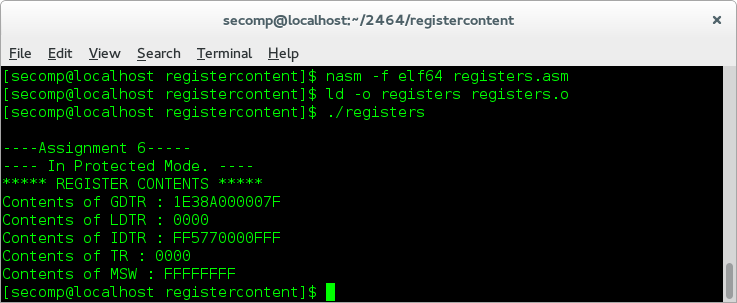 secomp@localhost:~/2464/registercontent
File Edit View Search Terminal Help
[secomp@localhost registercontent]$ nasm -f elf64 registers.asm
[secomp@localhost registercontent]$ ld -o registers registers.o
[secomp@localhost registercontent]$ ./registers
----Assignment 6-----
---- In Protected Mode. ----
***** REGISTER CONTENTS *****
Contents of GDTR : 1E38A000007F
Contents of LDTR : 0000
Contents of IDTR : FF5770000FFF
Contents of TR : 0000
Contents of MSW : FFFFFFFF
[secomp@localhost registercontent]$